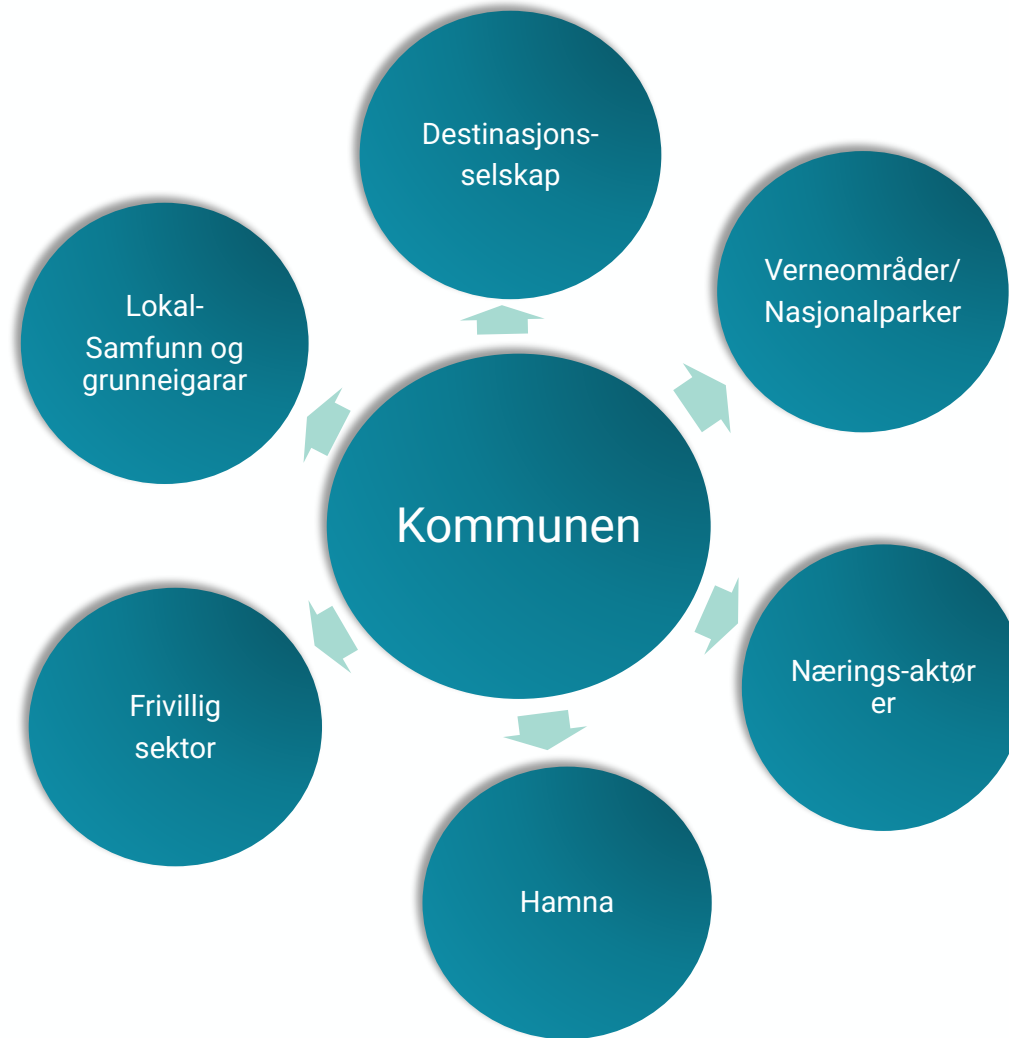 Destinasjons-
selskap
Verneområder/
Nasjonalparker
Lokal-
Samfunn og
grunneigarar
Kommunen
Nærings-aktør
er
Frivillig
sektor
Hamna